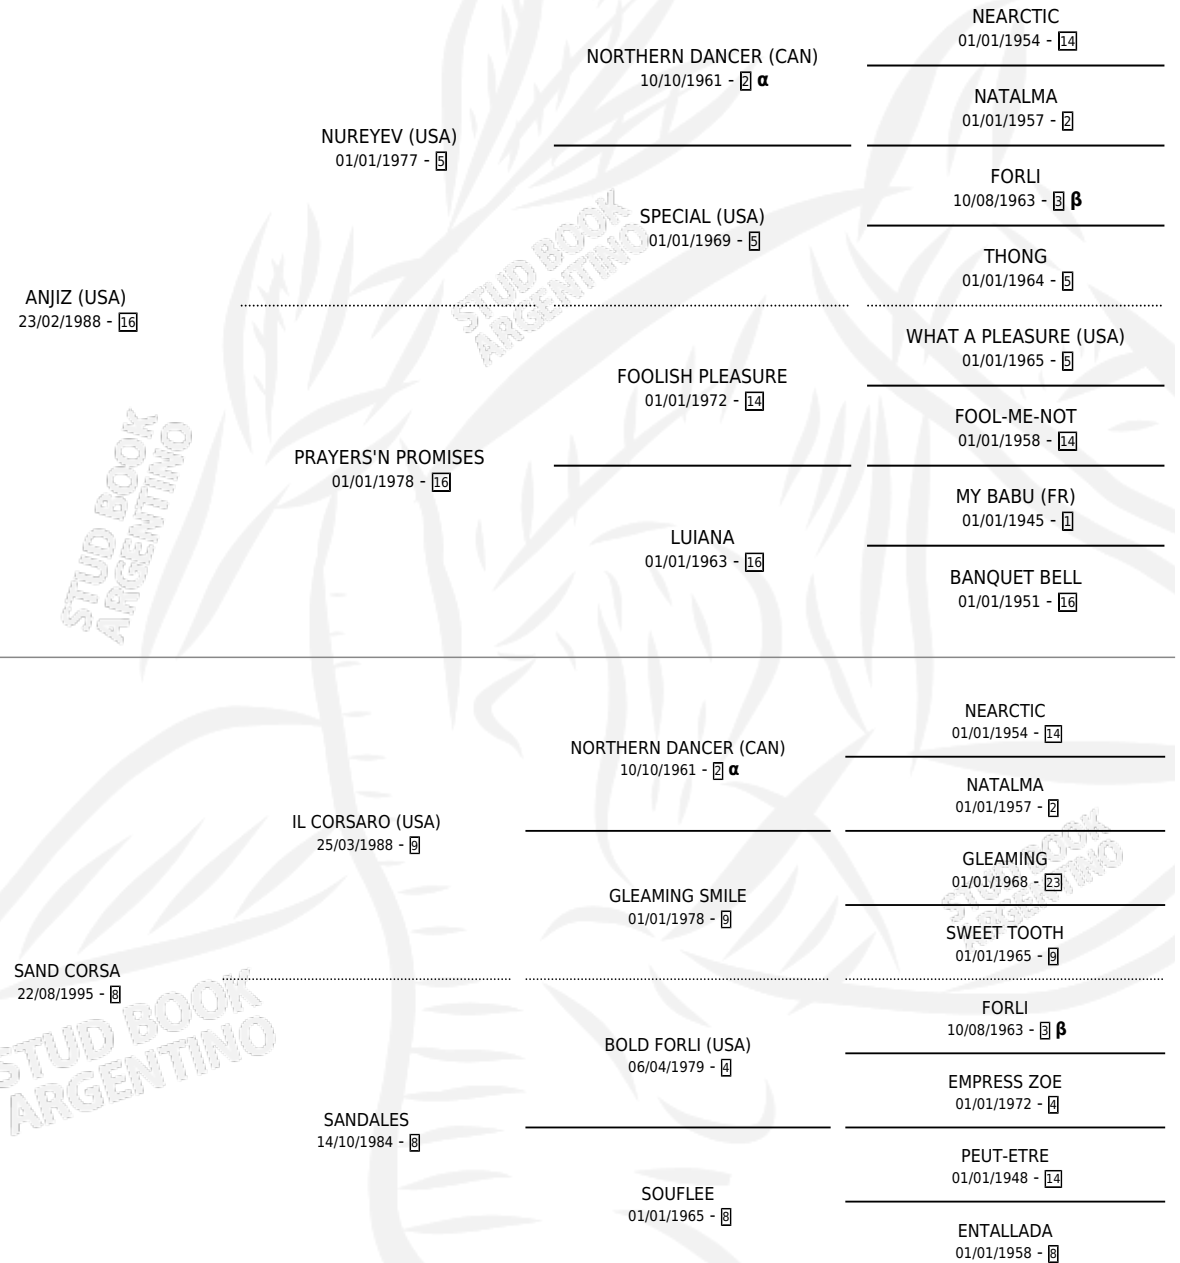 NEARCTIC
01/01/1954 - 14
NORTHERN DANCER (CAN)
10/10/1961 - 2 α
NATALMA
01/01/1957 - 2
NUREYEV (USA)
01/01/1977 - 5
FORLI
10/08/1963 - 3 β
SPECIAL (USA)
01/01/1969 - 5
THONG
01/01/1964 - 5
ANJIZ (USA)
23/02/1988 - 16
WHAT A PLEASURE (USA)
01/01/1965 - 5
FOOLISH PLEASURE
01/01/1972 - 14
FOOL-ME-NOT
01/01/1958 - 14
PRAYERS'N PROMISES
01/01/1978 - 16
MY BABU (FR)
01/01/1945 - 1
LUIANA
01/01/1963 - 16
BANQUET BELL
01/01/1951 - 16
NEARCTIC
01/01/1954 - 14
NORTHERN DANCER (CAN)
10/10/1961 - 2 α
NATALMA
01/01/1957 - 2
IL CORSARO (USA)
25/03/1988 - 9
GLEAMING
01/01/1968 - 23
GLEAMING SMILE
01/01/1978 - 9
SWEET TOOTH
01/01/1965 - 9
SAND CORSA
22/08/1995 - 8
FORLI
10/08/1963 - 3 β
BOLD FORLI (USA)
06/04/1979 - 4
EMPRESS ZOE
01/01/1972 - 4
SANDALES
14/10/1984 - 8
PEUT-ETRE
01/01/1948 - 14
SOUFLEE
01/01/1965 - 8
ENTALLADA
01/01/1958 - 8
STUD BOOK
ARGENTINO
STUD BOOK
ARGENTINO
STUD BOOK
ARGENTINO
STUD BOOK
ARGENTINO